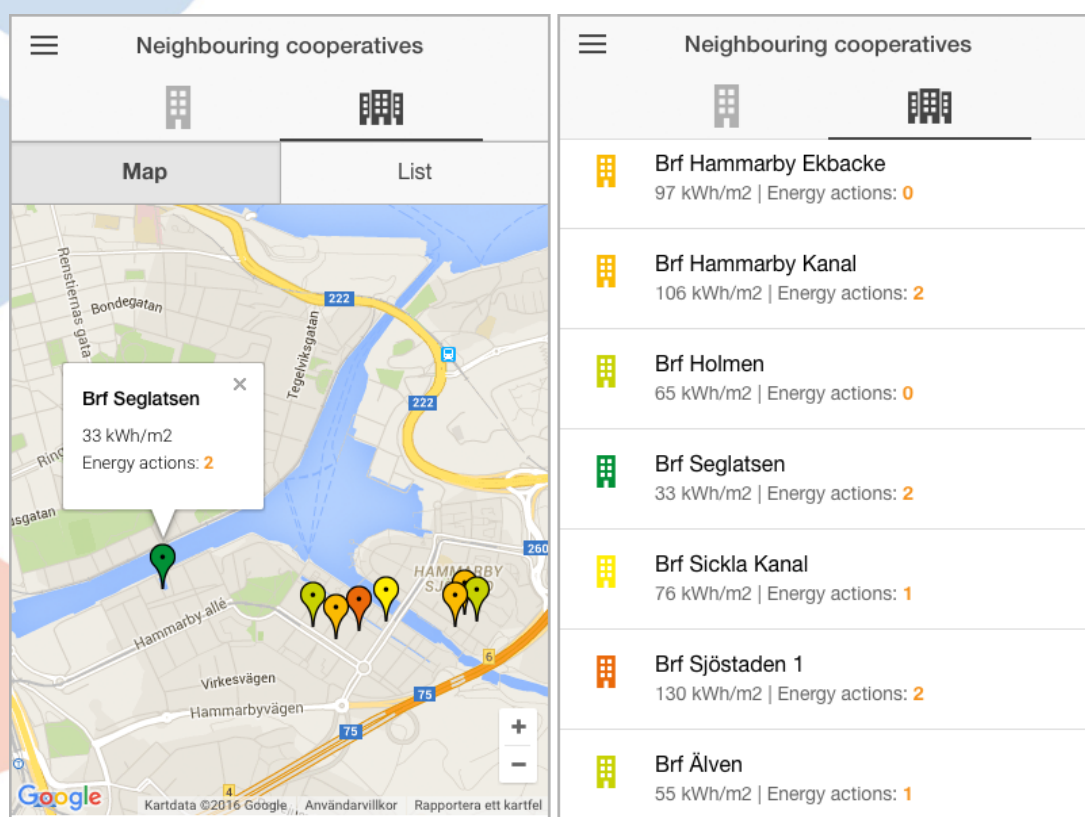 Neighbouring cooperatives
Map
List
Renstiernas gata
Bondegatan
Tegelviksgatan
222
Brf Seglatsen
×
33 kWh/m2
Energy actions: 2
222
Ring
usgatan
260
HAMMARBY
Hammarby allé
6
Virkesvägen
75
Hammarbyvägen
75
+
−
4
Google
Kartdata ©2016 Google
Användarvillkor
Rapportera ett kartfel
Neighbouring cooperatives
Brf Hammarby Ekbacke
97 kWh/m2 | Energy actions: 0
Brf Hammarby Kanal
106 kWh/m2 | Energy actions: 2
Brf Holmen
65 kWh/m2 | Energy actions: 0
Brf Seglatsen
33 kWh/m2 | Energy actions: 2
Brf Sickla Kanal
76 kWh/m2 | Energy actions: 1
Brf Sjöstaden 1
130 kWh/m2 | Energy actions: 2
Brf Älven
55 kWh/m2 | Energy actions: 1